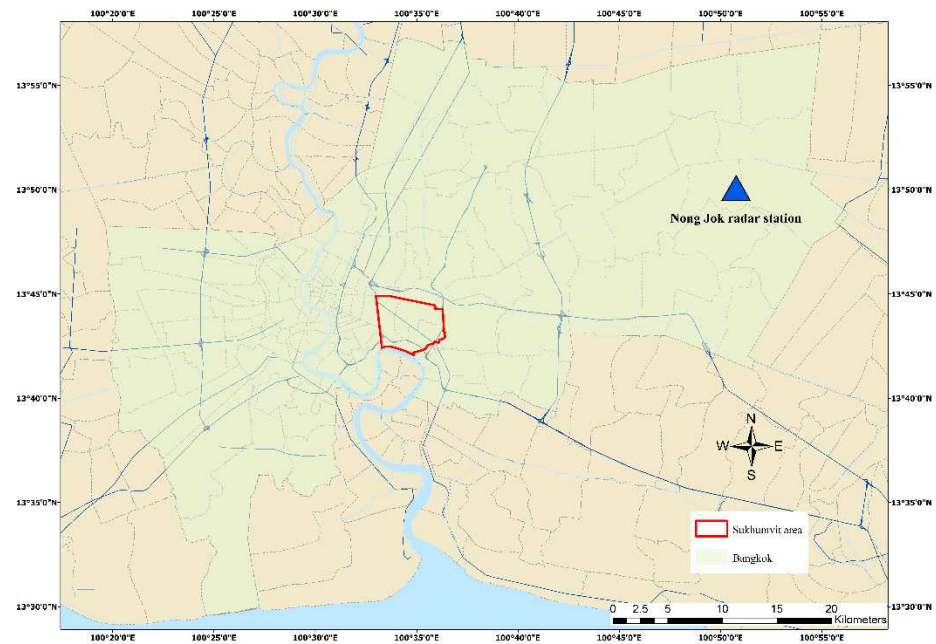 100°20'0"E 100°25'0"E 100°30'0"E 100°35'0"E 100°40'0"E 100°45'0"E 100°50'0"E 100°55'0"E
13°55'0"N 13°55'0"N
13°50'0"N 13°50'0"N
Nong Jok radar station
13°45'0"N 13°45'0"N
13°40'0"N 13°40'0"N
N
W E
S
13°35'0"N 13°35'0"N
Sukhumvit area
Bangkok
13°30'0"N 13°30'0"N
0 2.5 5 10 15 20
Kilometers
100°20'0"E 100°25'0"E 100°30'0"E 100°35'0"E 100°40'0"E 100°45'0"E 100°50'0"E 100°55'0"E